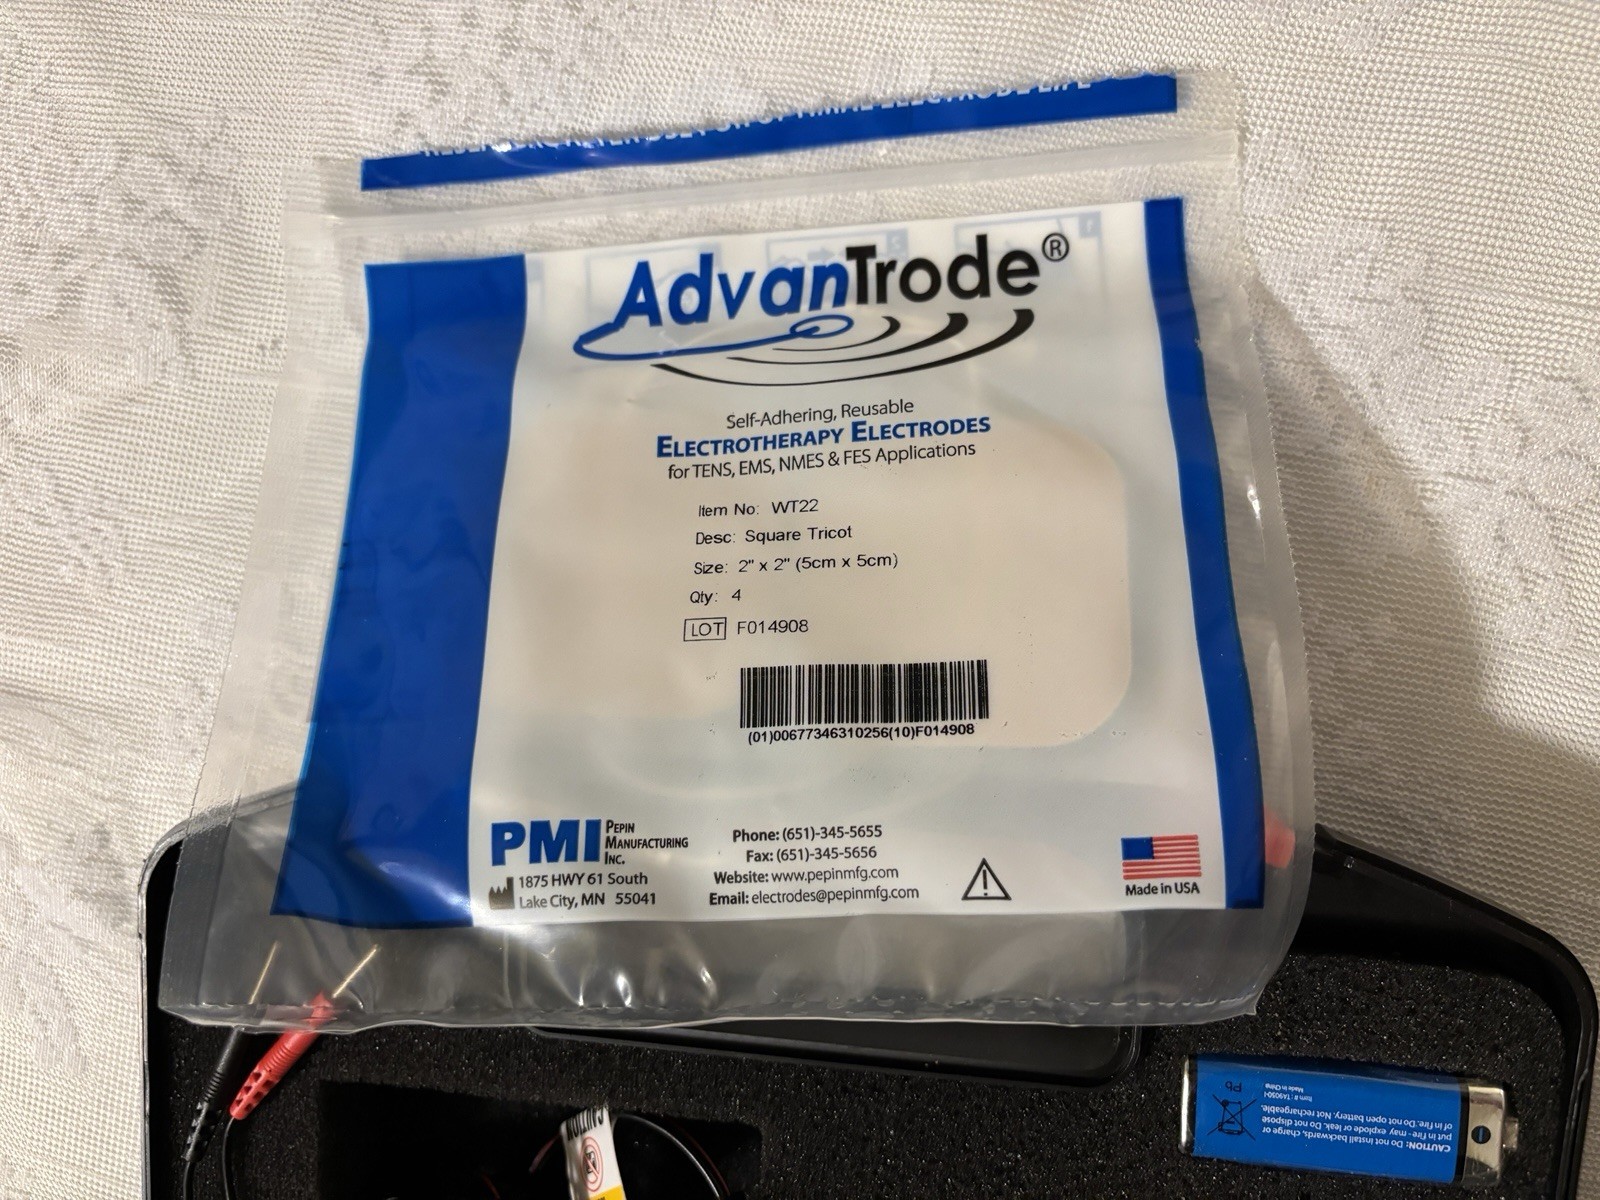 AdvanTrode®
Self-Adhering, Reusable
ELECTROTHERAPY ELECTRODES
for TENS, EMS, NMES & FES Applications
Item No: WT22
Desc: Square Tricot
Size: 2" x 2" (5cm x 5cm)
Qty: 4
LOT F014908
(01)00677346310256(10)F014908
PMI PEPIN
MANUFACTURING
INC.
1875 HWY 61 South
Lake City, MN 55041
Phone: (651)-345-5655
Fax: (651)-345-5656
Website: www.pepinmfg.com
Email: electrodes@pepinmfg.com
Made in USA
CAUTION
CAUTION: Do not install backwards, charge or
put in fire - may explode or leak. Do not dispose
of in fire. Do not open battery. Not rechargeable.
Item # : TA9050-I
Made in China
Pb